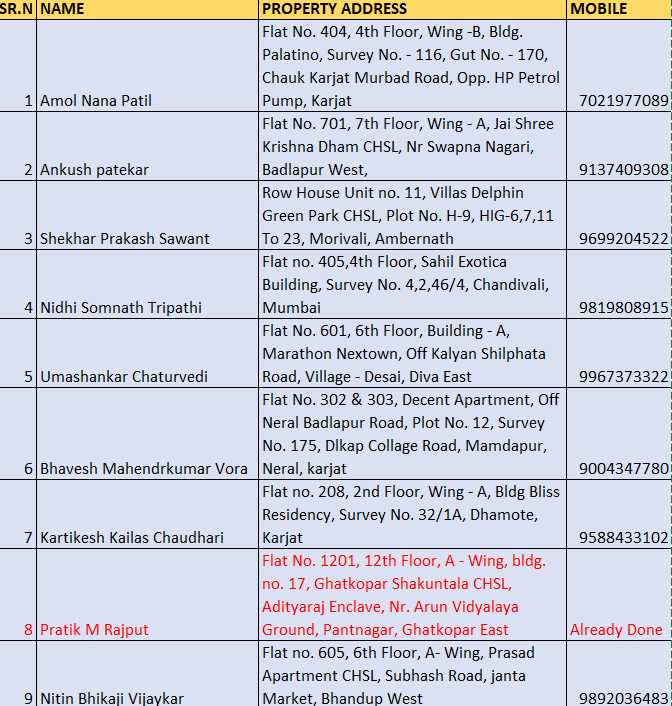 SR.N NAME PROPERTY ADDRESS MOBILE
Flat No. 404, 4th Floor, Wing -B, Bldg.
Palatino, Survey No. - 116, Gut No. - 170,
Chauk Karjat Murbad Road, Opp. HP Petrol
1 Amol Nana Patil Pump, Karjat 7021977089
Flat No. 701, 7th Floor, Wing - A, Jai Shree
Krishna Dham CHSL, Nr Swapna Nagari,
2 Ankush patekar Badlapur West, 9137409308
Row House Unit no. 11, Villas Delphin
Green Park CHSL, Plot No. H-9, HIG-6,7,11
3 Shekhar Prakash Sawant To 23, Morivali, Ambernath 9699204522
Flat no. 405,4th Floor, Sahil Exotica
Building, Survey No. 4,2,46/4, Chandivali,
4 Nidhi Somnath Tripathi Mumbai 9819808915
Flat No. 601, 6th Floor, Building - A,
Marathon Nextown, Off Kalyan Shilphata
5 Umashankar Chaturvedi Road, Village - Desai, Diva East 9967373322
Flat No. 302 & 303, Decent Apartment, Off
Neral Badlapur Road, Plot No. 12, Survey
No. 175, Dlkap Collage Road, Mamdapur,
6 Bhavesh Mahendrkumar Vora Neral, karjat 9004347780
Flat no. 208, 2nd Floor, Wing - A, Bldg Bliss
Residency, Survey No. 32/1A, Dhamote,
7 Kartikesh Kailas Chaudhari Karjat 9588433102
Flat No. 1201, 12th Floor, A - Wing, bldg.
no. 17, Ghatkopar Shakuntala CHSL,
Adityaraj Enclave, Nr. Arun Vidyalaya
8 Pratik M Rajput Ground, Pantnagar, Ghatkopar East Already Done
Flat no. 605, 6th Floor, A- Wing, Prasad
Apartment CHSL, Subhash Road, janta
9 Nitin Bhikaji Vijaykar Market, Bhandup West 9892036483